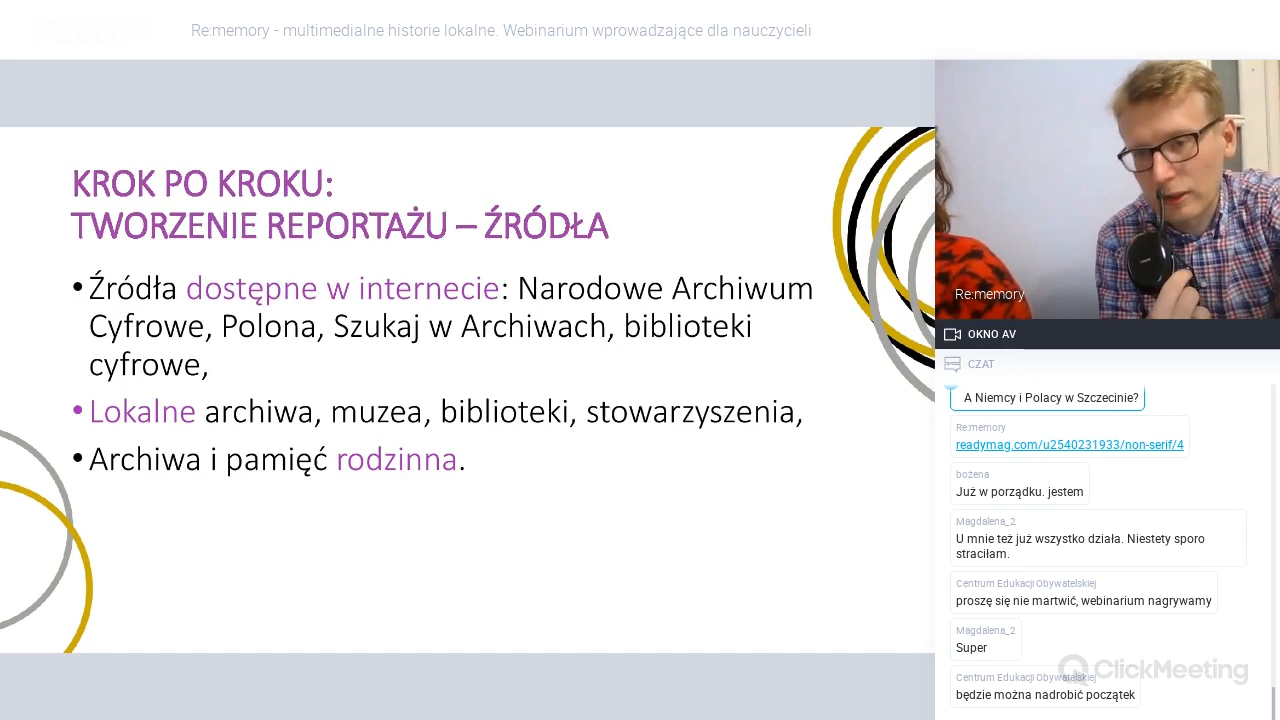 Re:memory - multimedialne historie lokalne. Webinarium wprowadzające dla nauczycieli
KROK PO KROKU:
TWORZENIE REPORTAŻU – ŹRÓDŁA
•Źródła dostępne w internecie: Narodowe Archiwum
Cyfrowe, Polona, Szukaj w Archiwach, biblioteki
cyfrowe,
•Lokalne archiwa, muzea, biblioteki, stowarzyszenia,
•Archiwa i pamięć rodzinna.
Re:memory
OKNO AV
CZAT
A Niemcy i Polacy w Szczecinie?
Re:memory
readymag.com/u2540231933/non-serif/4
bożena
Już w porządku. jestem
Magdalena_2
U mnie też już wszystko działa. Niestety sporo
straciłam.
Centrum Edukacji Obywatelskiej
proszę się nie martwić, webinarium nagrywamy
Magdalena_2
Super
Centrum Edukacji Obywatelskiej
będzie można nadrobić początek
ClickMeeting